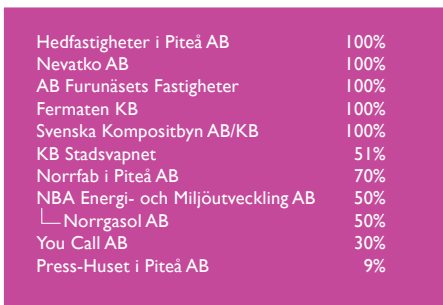 Hedfastigheter i Piteå AB 100%
Nevatko AB 100%
AB Furunäsets Fastigheter 100%
Fermaten KB 100%
Svenska Kompositbyn AB/KB 100%
KB Stadsvapnet 51%
Norrfab i Piteå AB 70%
NBA Energi- och Miljöutveckling AB 50%
Norrgasol AB 50%
You Call AB 30%
Press-Huset i Piteå AB 9%